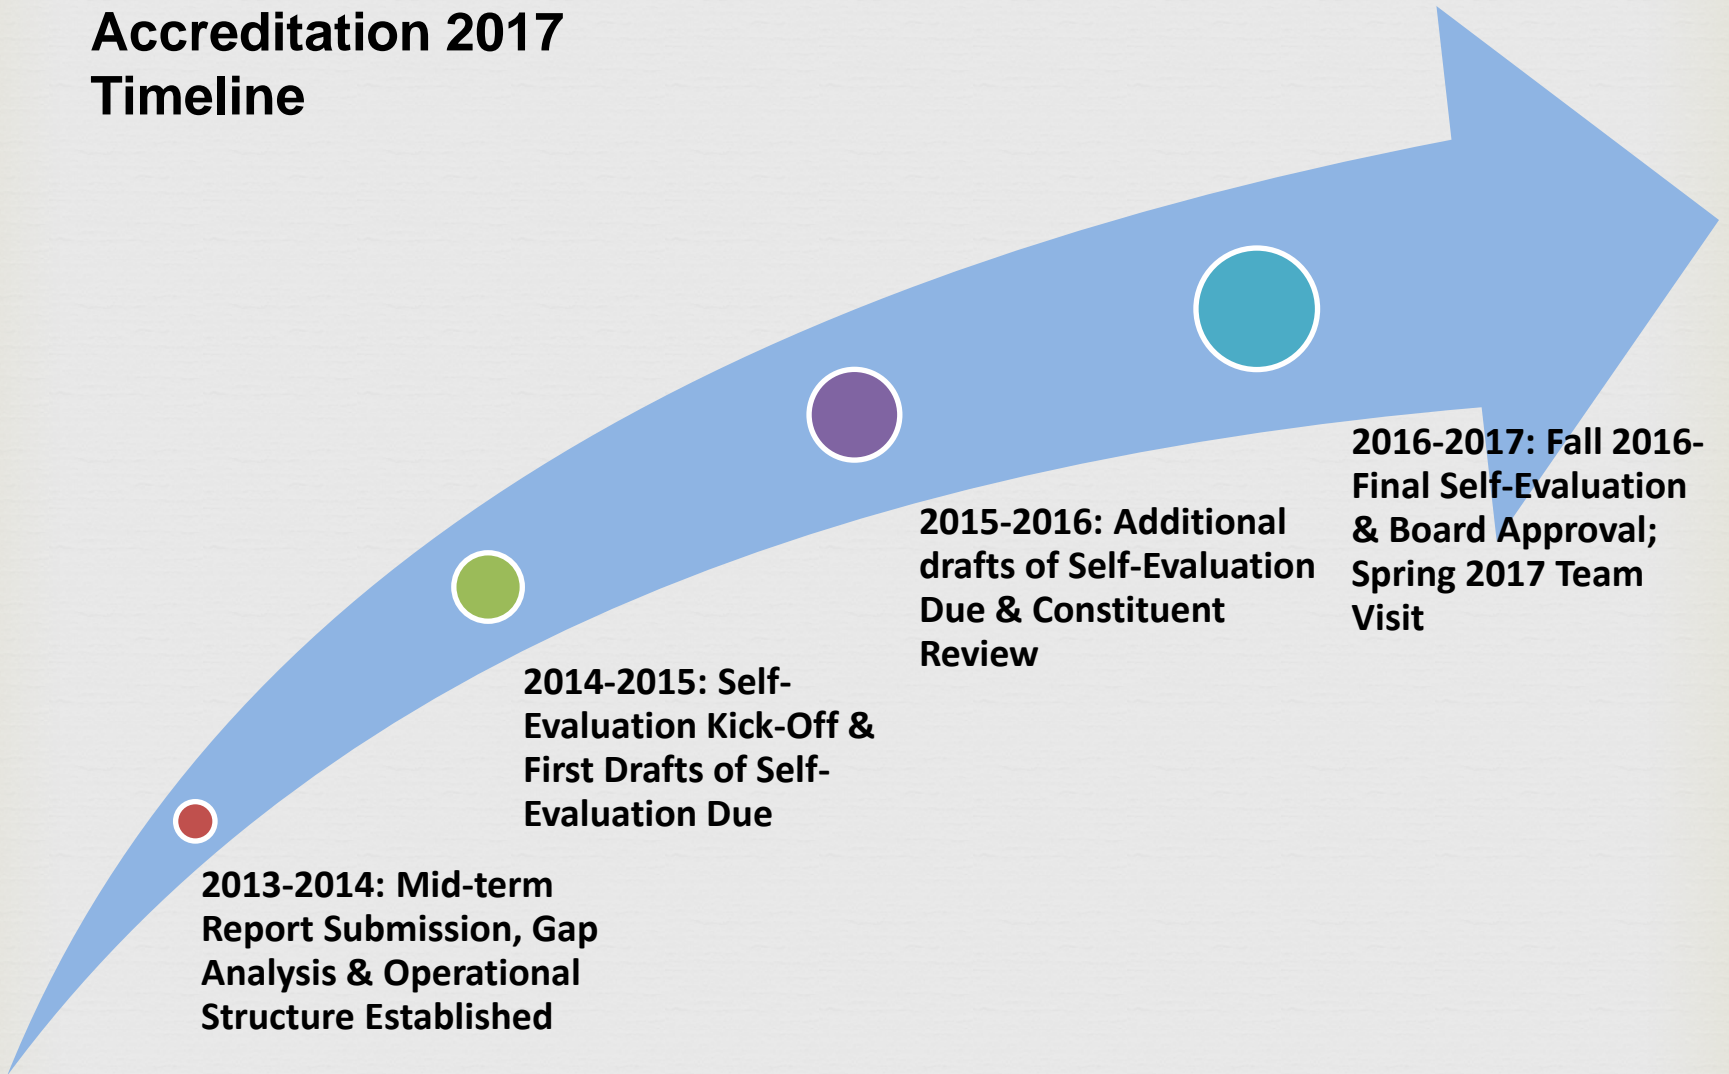 Accreditation 2017
Timeline
2013-2014: Mid-term
Report Submission, Gap
Analysis & Operational
Structure Established
2014-2015: Self-
Evaluation Kick-Off &
First Drafts of Self-
Evaluation Due
2015-2016: Additional
drafts of Self-Evaluation
Due & Constituent
Review
2016-2017: Fall 2016-
Final Self-Evaluation
& Board Approval;
Spring 2017 Team
Visit